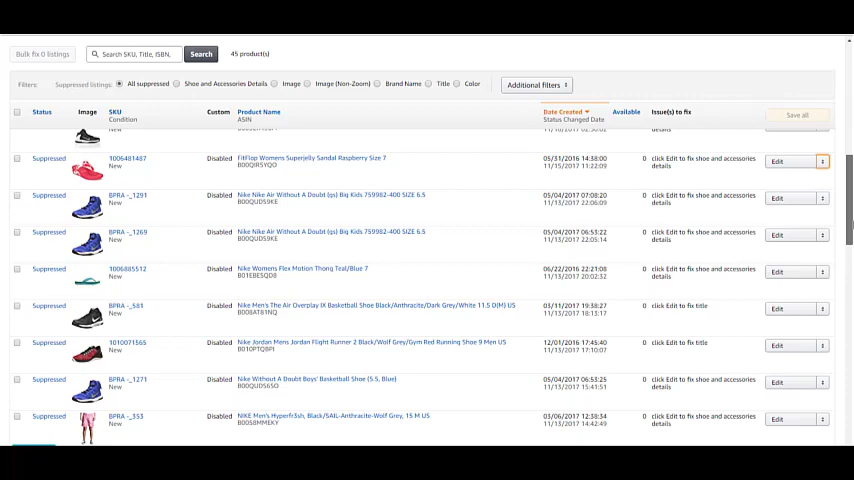 Bulk fix 0 listings
Search SKU, Title, ISBN,
Search
45 product(s)
Filters: Suppressed listings: All suppressed Shoe and Accessories Details Image Image (Non-Zoom) Brand Name Title Color Additional filters
Status Image SKU Custom Product Name Date Created Available Issue(s) to fix Save all
Condition ASIN Status Changed Date
New details
Suppressed 1006481487 Disabled FitFlop Womens Superjelly Sandal Raspberry Size 7 05/31/2016 14:38:00 0 click Edit to fix shoe and accessories Edit
New B00QIR5YQO 11/15/2017 11:22:09 details
Suppressed BPRA -_1291 Disabled Nike Nike Air Without A Doubt (gs) Big Kids 759982-400 SIZE 6.5 05/04/2017 07:08:20 0 click Edit to fix shoe and accessories Edit
New B00QUDS9KE 11/13/2017 22:06:09 details
Suppressed BPRA -_1269 Disabled Nike Nike Air Without A Doubt (gs) Big Kids 759982-400 SIZE 6.5 05/04/2017 06:53:22 0 click Edit to fix shoe and accessories Edit
New B00QUDS9KE 11/13/2017 22:05:14 details
Suppressed 1006885512 Disabled Nike Womens Flex Motion Thong Teal/Blue 7 06/22/2016 22:21:08 0 click Edit to fix shoe and accessories Edit
New B01EBESQD8 11/13/2017 20:02:32 details
Suppressed BPRA -_581 Disabled Nike Men's The Air Overplay IX Basketball Shoe Black/Anthracite/Dark Grey/White 11.5 D(M) US 03/11/2017 19:38:27 0 click Edit to fix title Edit
New B008AT81NQ 11/13/2017 18:13:17
Suppressed 1010071565 Disabled Nike Jordan Mens Jordan Flight Runner 2 Black/Wolf Grey/Gym Red Running Shoe 9 Men US 12/01/2016 17:45:40 0 click Edit to fix title Edit
New B010PTQBPI 11/13/2017 17:10:07
Suppressed BPRA -_1271 Disabled Nike Without A Doubt Boys' Basketball Shoe (5.5, Blue) 05/04/2017 06:53:25 0 click Edit to fix shoe and accessories Edit
New B00QUDS6SO 11/13/2017 15:41:51 details
Suppressed BPRA -_353 Disabled NIKE Men's Hyperfr3sh, Black/SAIL-Anthracite-Wolf Grey, 15 M US 03/06/2017 12:38:34 0 click Edit to fix shoe and accessories Edit
New B00S8MMEKY 11/13/2017 14:42:49 details